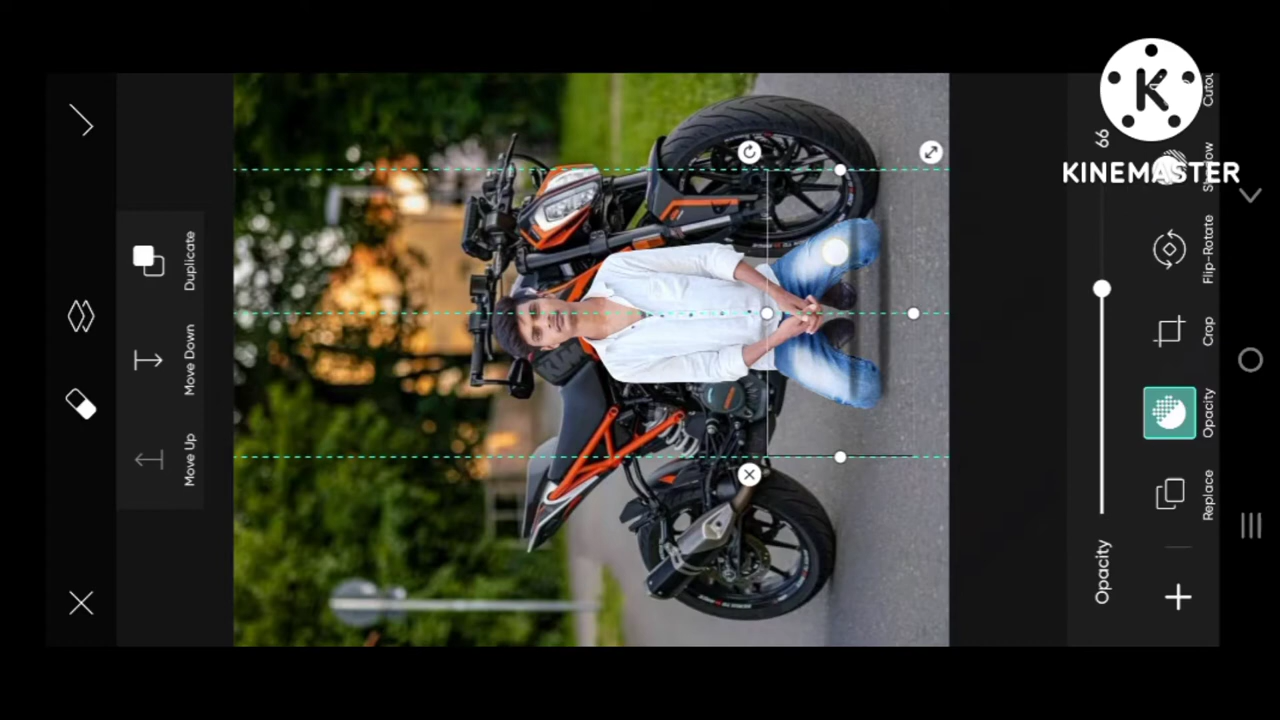 KINEMASTER
Duplicate
Move Down
Move Up
66
Opacity
Flip-Rotate
Crop
Opacity
Replace